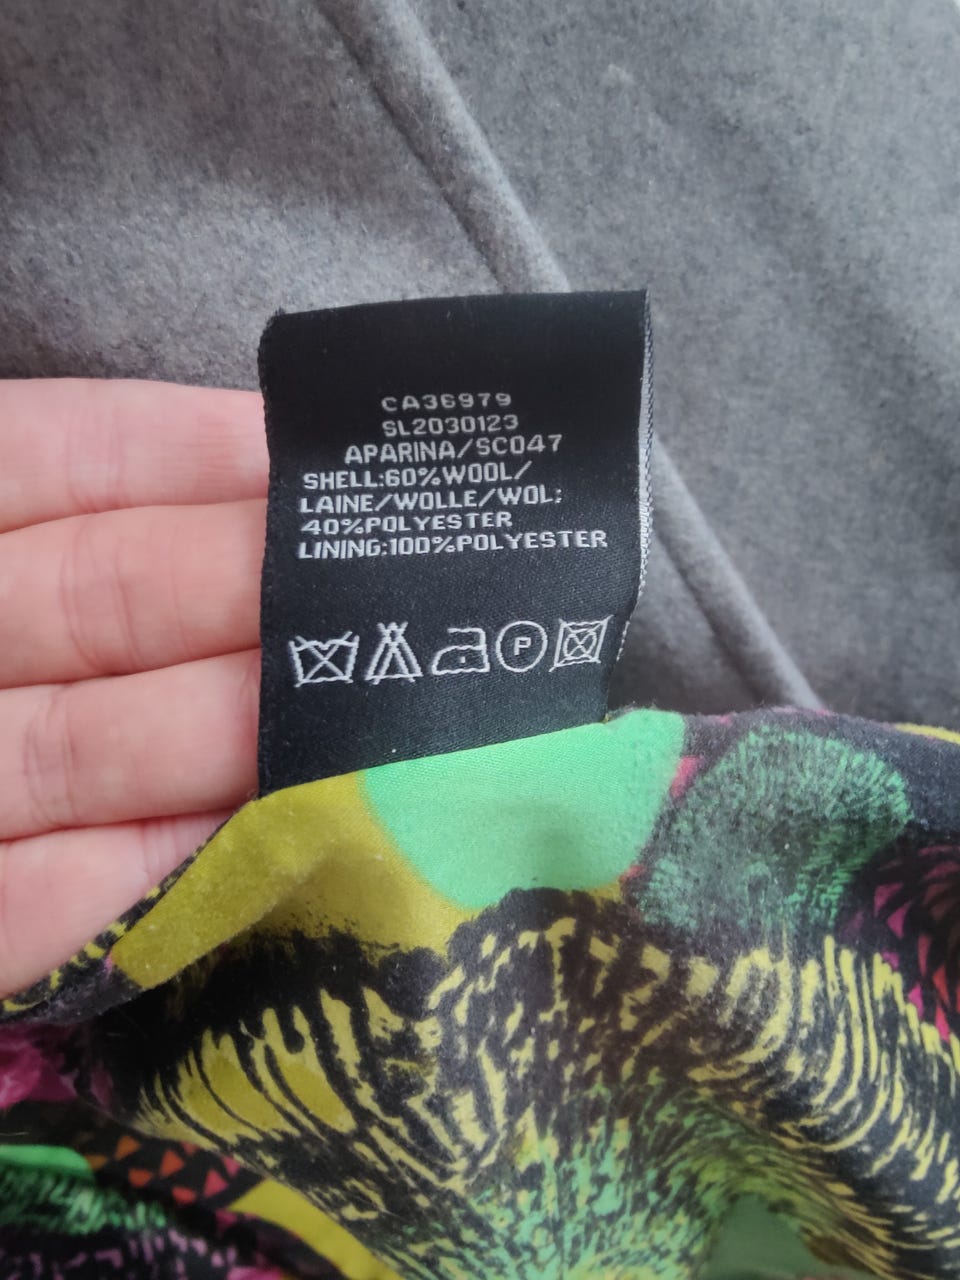 CA36979
SL2030123
APARINA/SC047
SHELL:60%WOOL/
LAINE/WOLLE/WOL;
40%POLYESTER
LINING:100%POLYESTER
P